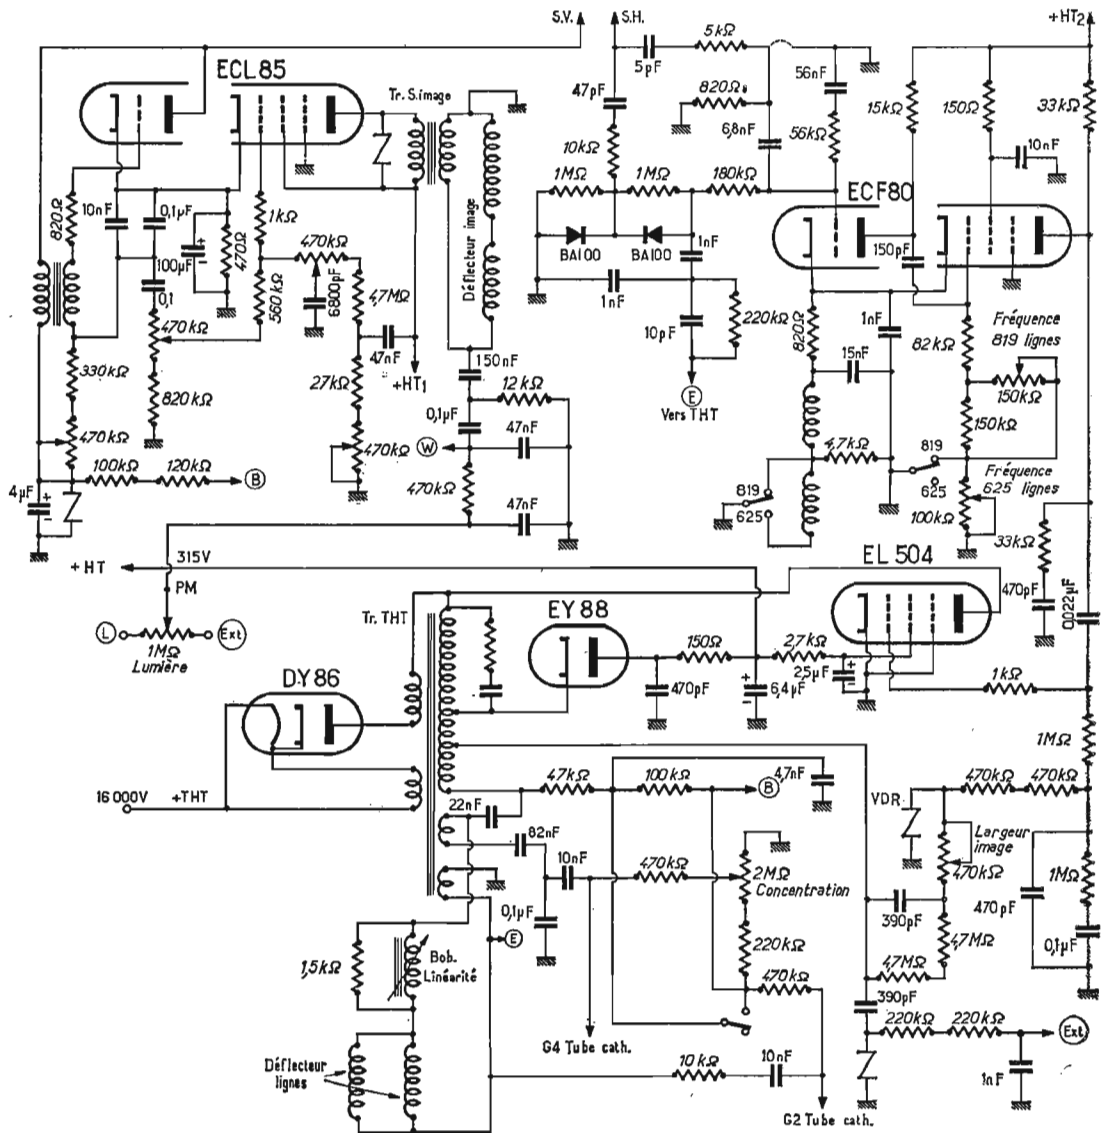 S.V.
S.H.
+HT2
ECL85
Tr. S.image
5kΩ
5pF
820Ω
56nF
15kΩ
150Ω
33kΩ
47pF
6,8nF
56kΩ
10nF
10kΩ
1MΩ
1MΩ
180kΩ
ECF80
820Ω
10nF
0,1µF
100µF
470Ω
1kΩ
470kΩ
Déflecteur image
BA100
BA100
1nF
150pF
0,1
560kΩ
6800pF
4,7MΩ
1nF
10pF
220kΩ
820Ω
1nF
82kΩ
Fréquence
819 lignes
470kΩ
47nF
+HT1
150nF
15nF
150kΩ
330kΩ
820kΩ
27kΩ
12kΩ
E
Vers THT
150kΩ
470kΩ
0,1µF
47nF
W
470kΩ
4,7kΩ
819
625
Fréquence
625 lignes
100kΩ
120kΩ
B
4µF
470kΩ
47nF
819
625
100kΩ
33kΩ
+HT
315V
PM
EL 504
470pF
0,022µF
L
1MΩ
Lumière
Ext
Tr. THT
EY 88
150Ω
2,7kΩ
470pF
6,4µF
2,5µF
1kΩ
DY86
1MΩ
16000V
+THT
47kΩ
100kΩ
B
4,7nF
VDR
470kΩ
470kΩ
22nF
82nF
10nF
470kΩ
2MΩ
Concentration
Largeur
image
470kΩ
470pF
1MΩ
0,1µF
390pF
4,7MΩ
0,1µF
E
1,5kΩ
Bob.
Linéarité
220kΩ
470kΩ
4,7MΩ
390pF
220kΩ
220kΩ
Ext
1nF
G4 Tube cath.
Déflecteur
lignes
10kΩ
10nF
G2 Tube cath.